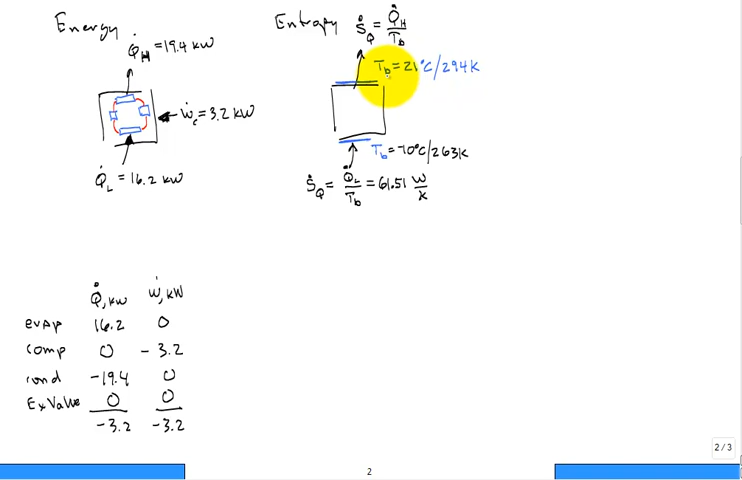 Energy
Q̇H = 19.4 kW
Ẇc = 3.2 kW
Q̇L = 16.2 kW
Entropy ṠQ = Q̇H/Tb
Tb = 21°C/294K
Tb = -10°C/263K
ṠQ = Q̇L/Tb = 61.51 W/K
Q̇, kW Ẇ, kW
evap 16.2 0
comp 0 -3.2
cond -19.4 0
Ex Valve 0 0
-3.2 -3.2
2/3
2